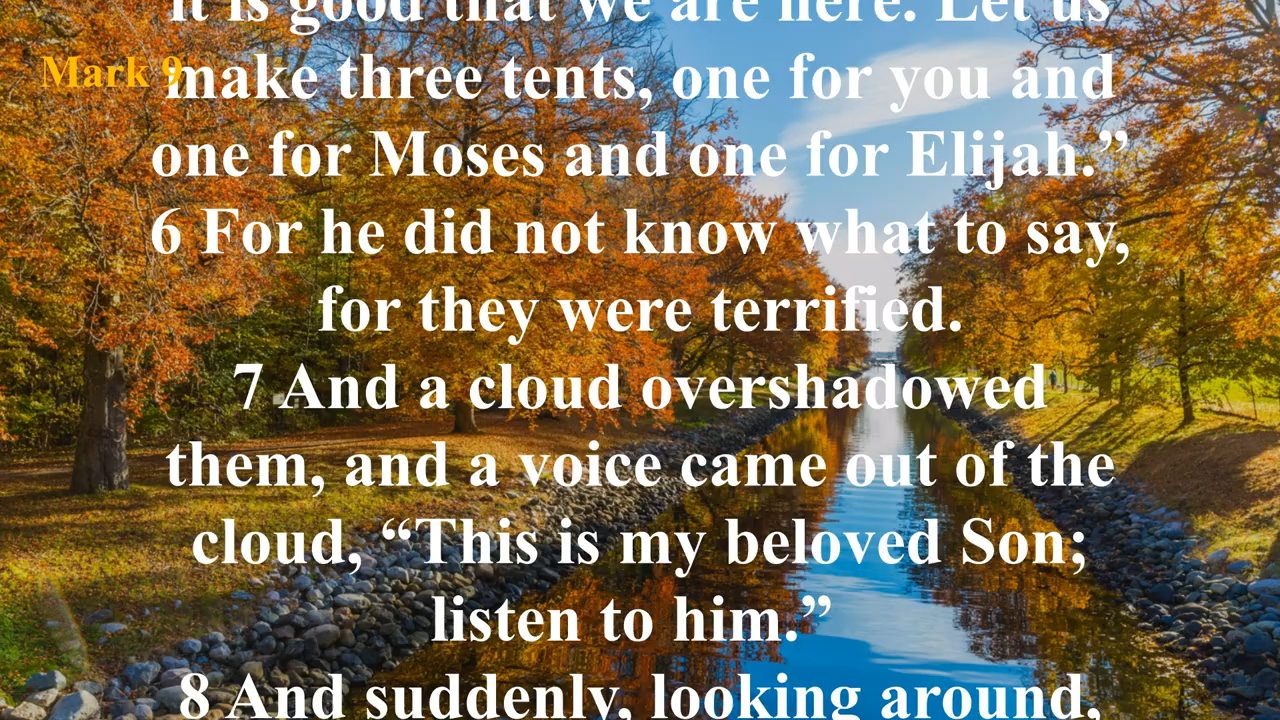 it is good that we are here. Let us
Mark 9
make three tents, one for you and
one for Moses and one for Elijah.”
6 For he did not know what to say,
for they were terrified.
7 And a cloud overshadowed
them, and a voice came out of the
cloud, “This is my beloved Son;
listen to him.”
8 And suddenly, looking around,